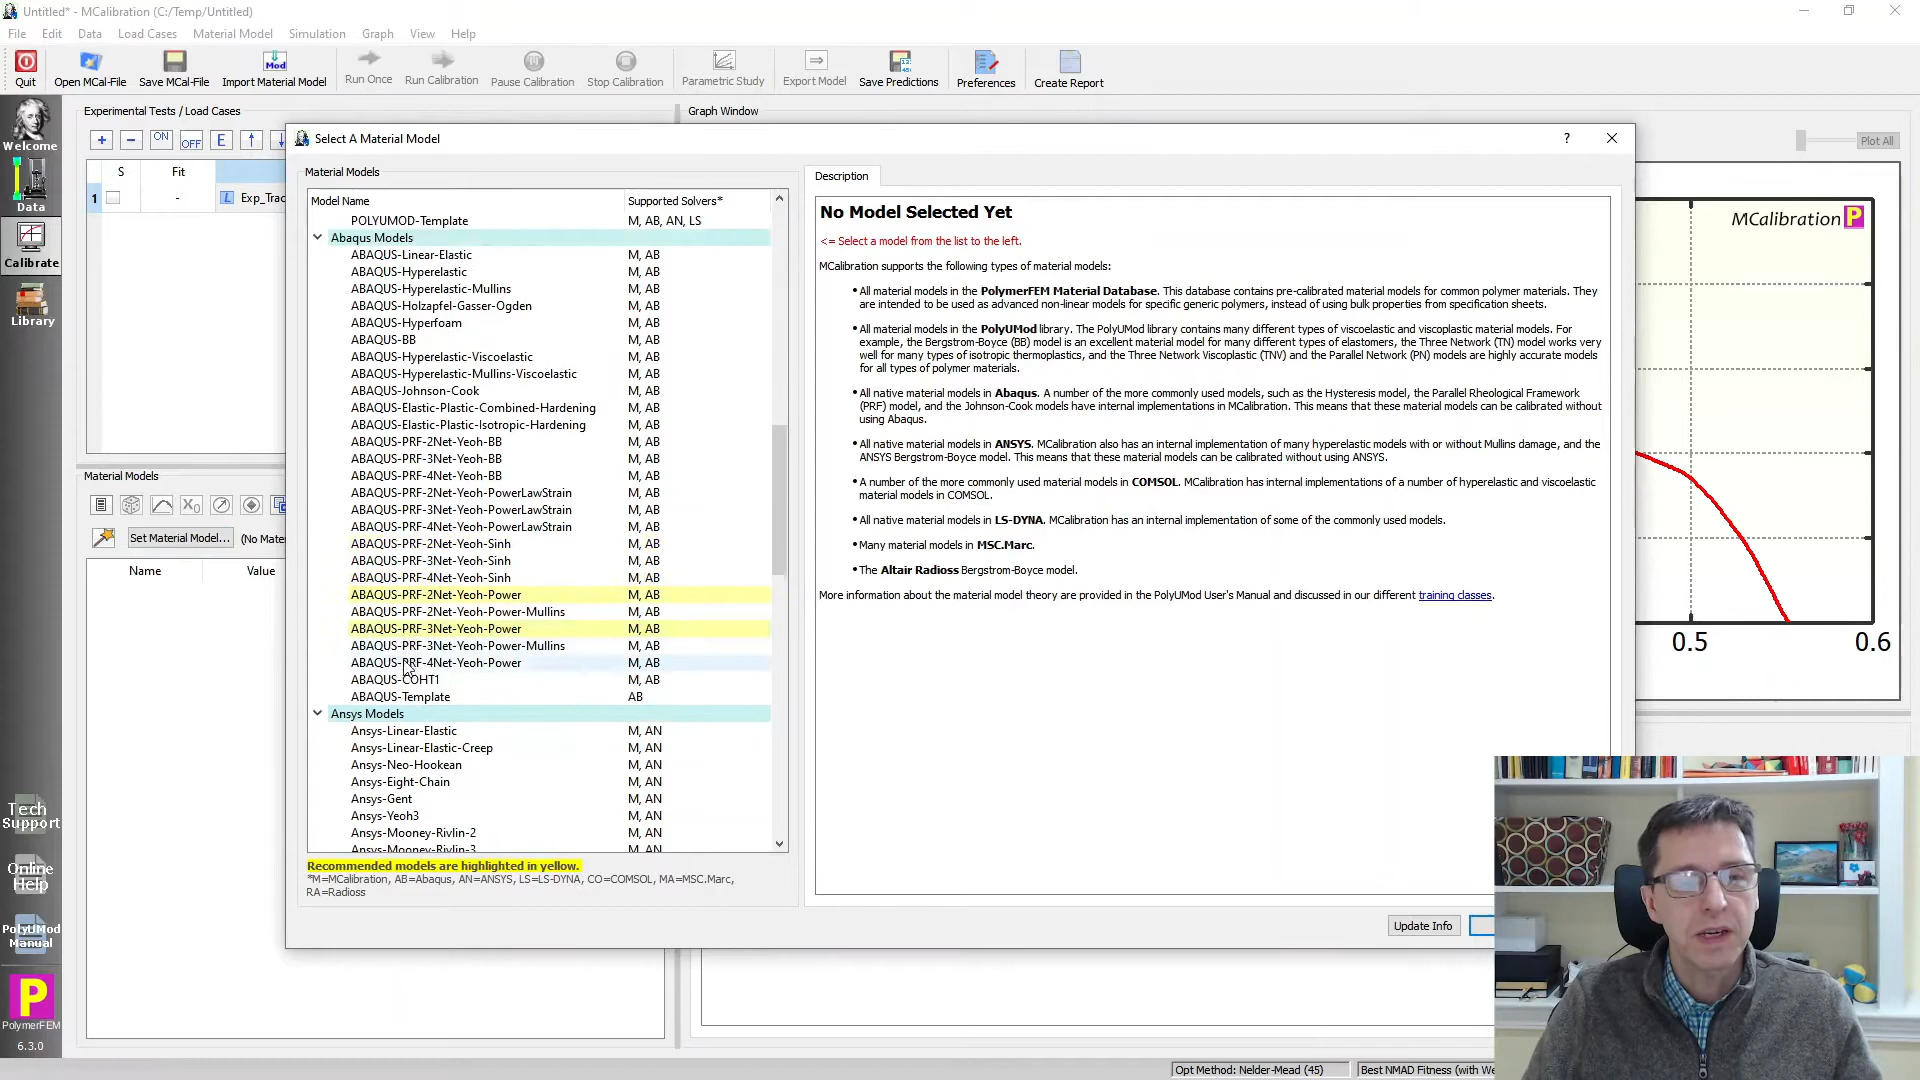 Untitled* - MCalibration (C:/Temp/Untitled)
File Edit Data Load Cases Material Model Simulation Graph View Help
Quit Open MCal-File Save MCal-File Import Material Model Run Once Run Calibration Pause Calibration Stop Calibration Parametric Study Export Model Save Predictions Preferences Create Report
Mod
Welcome
Data
Calibrate
Library
Tech
Support
Online
Help
PolyUMod
Manual
P
PolymerFEM
6.3.0
Experimental Tests / Load Cases
+ - ON OFF E
S Fit
1 - L Exp_Trac
Material Models
Set Material Model... (No Mate
Name Value
Graph Window
Plot All
MCalibration P
0.5 0.6
Select A Material Model
? ×
Material Models
Model Name Supported Solvers*
POLYUMOD-Template M, AB, AN, LS
Abaqus Models
ABAQUS-Linear-Elastic M, AB
ABAQUS-Hyperelastic M, AB
ABAQUS-Hyperelastic-Mullins M, AB
ABAQUS-Holzapfel-Gasser-Ogden M, AB
ABAQUS-Hyperfoam M, AB
ABAQUS-BB M, AB
ABAQUS-Hyperelastic-Viscoelastic M, AB
ABAQUS-Hyperelastic-Mullins-Viscoelastic M, AB
ABAQUS-Johnson-Cook M, AB
ABAQUS-Elastic-Plastic-Combined-Hardening M, AB
ABAQUS-Elastic-Plastic-Isotropic-Hardening M, AB
ABAQUS-PRF-2Net-Yeoh-BB M, AB
ABAQUS-PRF-3Net-Yeoh-BB M, AB
ABAQUS-PRF-4Net-Yeoh-BB M, AB
ABAQUS-PRF-2Net-Yeoh-PowerLawStrain M, AB
ABAQUS-PRF-3Net-Yeoh-PowerLawStrain M, AB
ABAQUS-PRF-4Net-Yeoh-PowerLawStrain M, AB
ABAQUS-PRF-2Net-Yeoh-Sinh M, AB
ABAQUS-PRF-3Net-Yeoh-Sinh M, AB
ABAQUS-PRF-4Net-Yeoh-Sinh M, AB
ABAQUS-PRF-2Net-Yeoh-Power M, AB
ABAQUS-PRF-2Net-Yeoh-Power-Mullins M, AB
ABAQUS-PRF-3Net-Yeoh-Power M, AB
ABAQUS-PRF-3Net-Yeoh-Power-Mullins M, AB
ABAQUS-PRF-4Net-Yeoh-Power M, AB
ABAQUS-COHT1 M, AB
ABAQUS-Template AB
Ansys Models
Ansys-Linear-Elastic M, AN
Ansys-Linear-Elastic-Creep M, AN
Ansys-Neo-Hookean M, AN
Ansys-Eight-Chain M, AN
Ansys-Gent M, AN
Ansys-Yeoh3 M, AN
Ansys-Mooney-Rivlin-2 M, AN
Ansys-Mooney-Rivlin-3 M, AN
Recommended models are highlighted in yellow.
*M=MCalibration, AB=Abaqus, AN=ANSYS, LS=LS-DYNA, CO=COMSOL, MA=MSC.Marc,
RA=Radioss
Description
No Model Selected Yet
<= Select a model from the list to the left.
MCalibration supports the following types of material models:
• All material models in the PolymerFEM Material Database. This database contains pre-calibrated material models for common polymer materials. They
are intended to be used as advanced non-linear models for specific generic polymers, instead of using bulk properties from specification sheets.
• All material models in the PolyUMod library. The PolyUMod library contains many different types of viscoelastic and viscoplastic material models. For
example, the Bergstrom-Boyce (BB) model is an excellent material model for many different types of elastomers, the Three Network (TN) model works very
well for many types of isotropic thermoplastics, and the Three Network Viscoplastic (TNV) and the Parallel Network (PN) models are highly accurate models
for all types of polymer materials.
• All native material models in Abaqus. A number of the more commonly used models, such as the Hysteresis model, the Parallel Rheological Framework
(PRF) model, and the Johnson-Cook models have internal implementations in MCalibration. This means that these material models can be calibrated without
using Abaqus.
• All native material models in ANSYS. MCalibration also has an internal implementation of many hyperelastic models with or without Mullins damage, and the
ANSYS Bergstrom-Boyce model. This means that these material models can be calibrated without using ANSYS.
• A number of the more commonly used material models in COMSOL. MCalibration has internal implementations of a number of hyperelastic and viscoelastic
material models in COMSOL.
• All native material models in LS-DYNA. MCalibration has an internal implementation of some of the commonly used models.
• Many material models in MSC.Marc.
• The Altair Radioss Bergstrom-Boyce model.
More information about the material model theory are provided in the PolyUMod User's Manual and discussed in our different training classes.
Update Info
Opt Method: Nelder-Mead (45) Best NMAD Fitness (with We